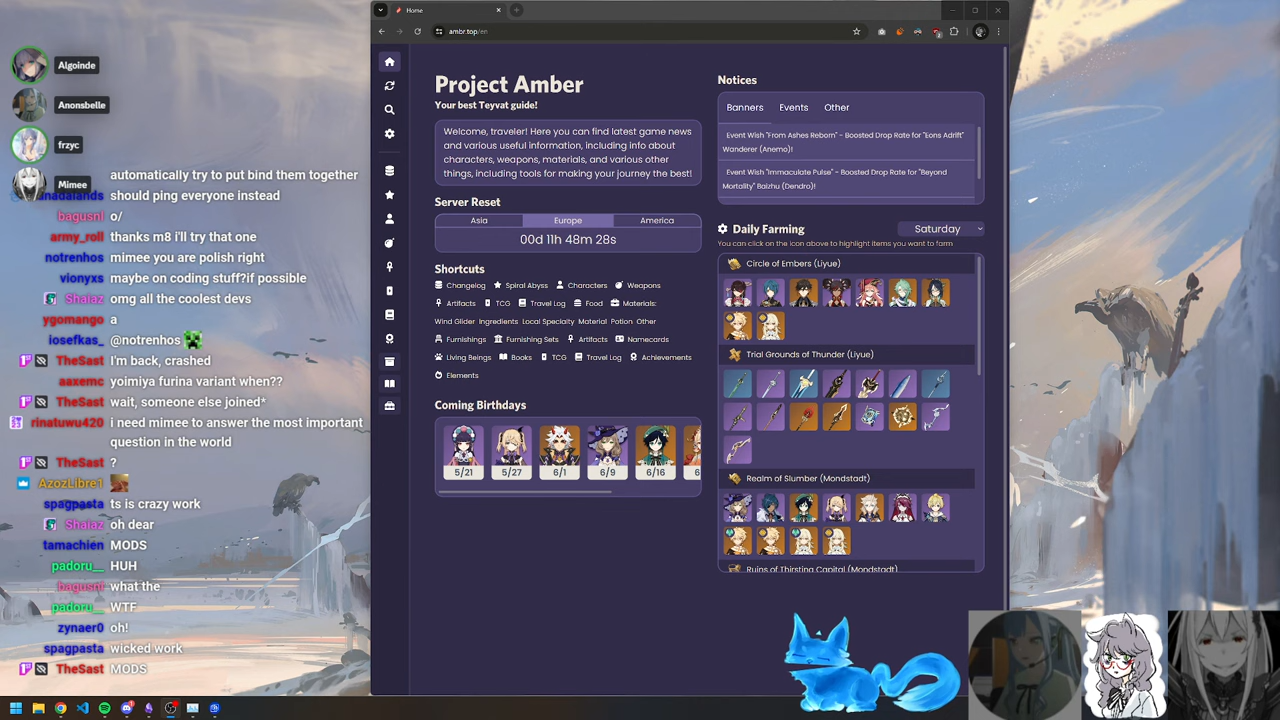 Algoinde
Anonsbelle
frzyc
Mimee
automatically try to put bind them together
should ping everyone instead
bagusnl o/
army_roll thanks m8 i'll try that one
notrenhos mimee you are polish right
vionyxs maybe on coding stuff?if possible
Shaiaz omg all the coolest devs
ygomango a
iosefkas_ @notrenhos
TheSast I'm back, crashed
aaxemc yoimiya furina variant when??
TheSast wait, someone else joined*
rinatuwu420 i need mimee to answer the most important
question in the world
TheSast ?
AzozLibre1
spagpasta ts is crazy work
Shaiaz oh dear
tamachien MODS
padoru__ HUH
bagusnl what the
padoru__ WTF
zynaer0 oh!
spagpasta wicked work
TheSast MODS
Home
ambr.top/en
Project Amber
Your best Teyvat guide!
Welcome, traveler! Here you can find latest game news
and various useful information, including info about
characters, weapons, materials, and various other
things, including tools for making your journey the best!
Server Reset
Asia Europe America
00d 11h 48m 28s
Shortcuts
Changelog Spiral Abyss Characters Weapons
Artifacts TCG Travel Log Food Materials:
Wind Glider Ingredients Local Specialty Material Potion Other
Furnishings Furnishing Sets Artifacts Namecards
Living Beings Books TCG Travel Log Achievements
Elements
Coming Birthdays
5/21 5/27 6/1 6/9 6/16 6
Notices
Banners Events Other
Event Wish "From Ashes Reborn" - Boosted Drop Rate for "Eons Adrift"
Wanderer (Anemo)!
Event Wish "Immaculate Pulse" - Boosted Drop Rate for "Beyond
Mortality" Baizhu (Dendro)!
Daily Farming Saturday
You can click on the icon above to highlight items you want to farm
Circle of Embers (Liyue)
Trial Grounds of Thunder (Liyue)
Realm of Slumber (Mondstadt)
Ruins of Thirsting Capital (Mondstadt)